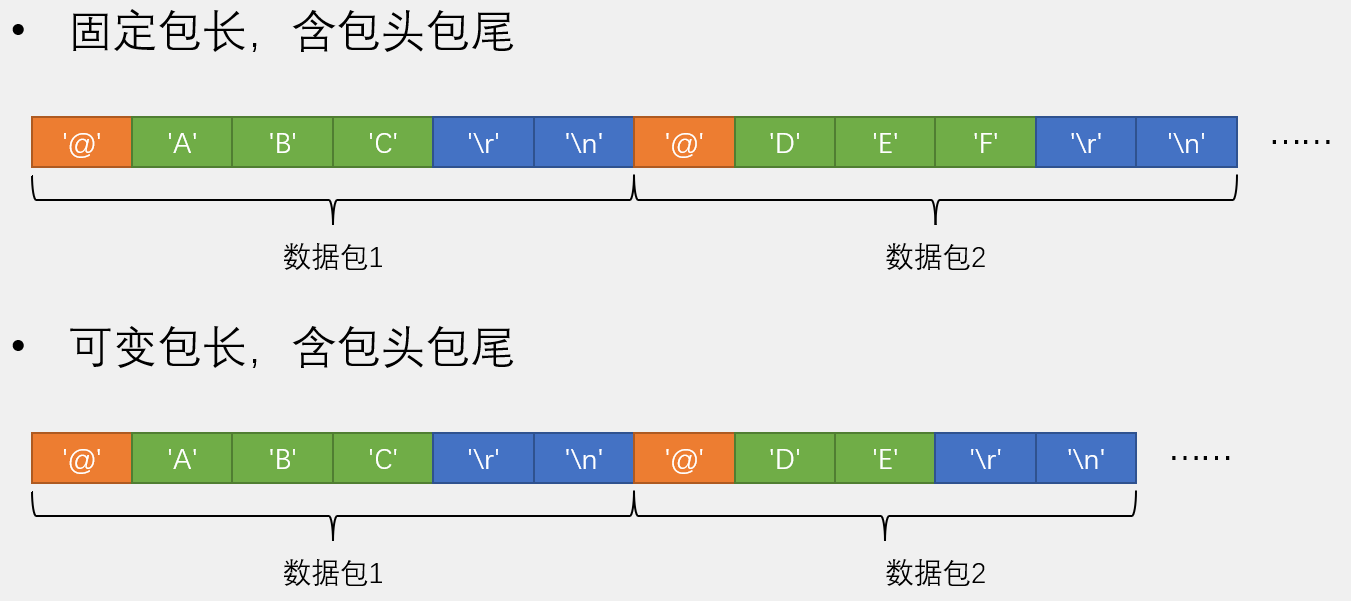 • 固定包长，含包头包尾
'@' 'A' 'B' 'C' '\r' '\n' '@' 'D' 'E' 'F' '\r' '\n' ……
数据包1 数据包2
• 可变包长，含包头包尾
'@' 'A' 'B' 'C' '\r' '\n' '@' 'D' 'E' '\r' '\n' ……
数据包1 数据包2